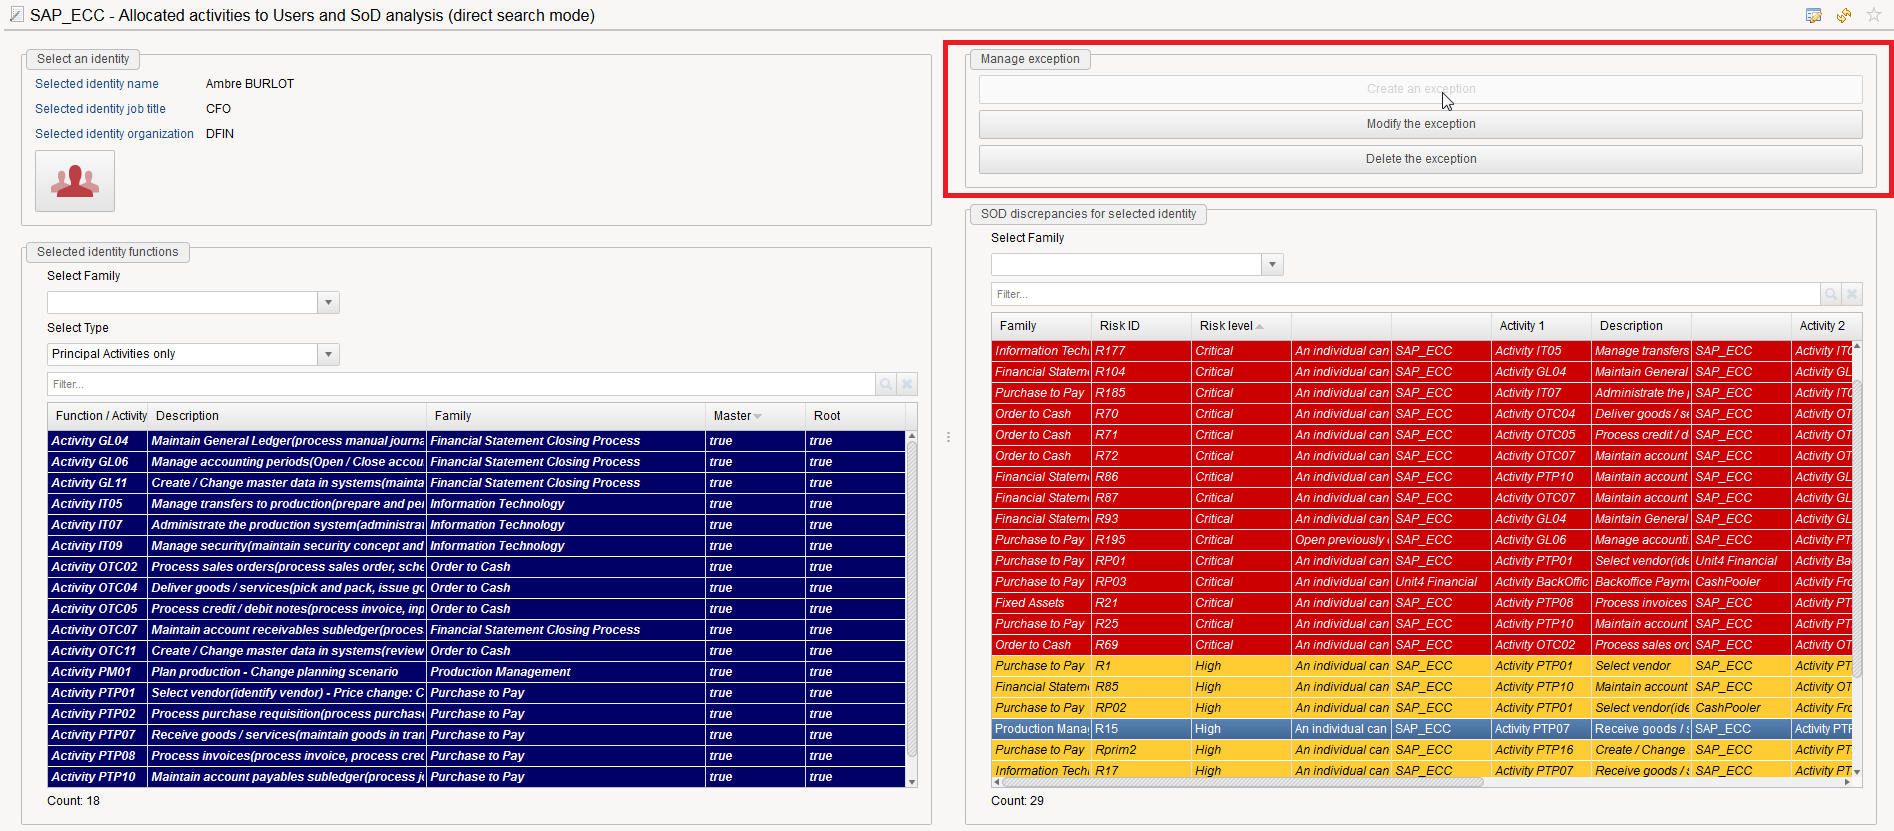 SAP_ECC - Allocated activities to Users and SoD analysis (direct search mode)
Select an identity
Selected identity name Ambre BURLOT
Selected identity job title CFO
Selected identity organization DFIN
Selected identity functions
Select Family
Select Type
Principal Activities only
Filter...
Function / Activity Description Family Master Root
Activity GL04 Maintain General Ledger(process manual journa Financial Statement Closing Process true true
Activity GL06 Manage accounting periods(Open / Close accou Financial Statement Closing Process true true
Activity GL11 Create / Change master data in systems(mainta Financial Statement Closing Process true true
Activity IT05 Manage transfers to production(prepare and pe Information Technology true true
Activity IT07 Administrate the production system(administra Information Technology true true
Activity IT09 Manage security(maintain security concept and Information Technology true true
Activity OTC02 Process sales orders(process sales order, sche Order to Cash true true
Activity OTC04 Deliver goods / services(pick and pack, issue go Order to Cash true true
Activity OTC05 Process credit / debit notes(process invoice, inp Order to Cash true true
Activity OTC07 Maintain account receivables subledger(proces Financial Statement Closing Process true true
Activity OTC11 Create / Change master data in systems(review Order to Cash true true
Activity PM01 Plan production - Change planning scenario Production Management true true
Activity PTP01 Select vendor(identify vendor) - Price change: C Purchase to Pay true true
Activity PTP02 Process purchase requisition(process purchase Purchase to Pay true true
Activity PTP07 Receive goods / services(maintain goods in tran Purchase to Pay true true
Activity PTP08 Process invoices(process invoice, process cred Purchase to Pay true true
Activity PTP10 Maintain account payables subledger(process j Purchase to Pay true true
Count: 18
Manage exception
Create an exception
Modify the exception
Delete the exception
SOD discrepancies for selected identity
Select Family
Filter...
Family Risk ID Risk level Activity 1 Description Activity 2
Information Tech R177 Critical An individual can SAP_ECC Activity IT05 Manage transfers SAP_ECC Activity IT0
Financial Statem R104 Critical An individual can SAP_ECC Activity GL04 Maintain General SAP_ECC Activity GL
Purchase to Pay R185 Critical An individual can SAP_ECC Activity IT07 Administrate the p SAP_ECC Activity IT0
Order to Cash R70 Critical An individual can SAP_ECC Activity OTC04 Deliver goods / se SAP_ECC Activity OT
Order to Cash R71 Critical An individual can SAP_ECC Activity OTC05 Process credit / d SAP_ECC Activity OT
Order to Cash R72 Critical An individual can SAP_ECC Activity OTC07 Maintain account SAP_ECC Activity OT
Financial Statem R86 Critical An individual can SAP_ECC Activity PTP10 Maintain account SAP_ECC Activity GL
Financial Statem R87 Critical An individual can SAP_ECC Activity OTC07 Maintain account SAP_ECC Activity GL
Financial Statem R93 Critical An individual can SAP_ECC Activity GL04 Maintain General SAP_ECC Activity GL
Purchase to Pay R195 Critical Open previously SAP_ECC Activity GL06 Manage accounti SAP_ECC Activity PT
Purchase to Pay RP01 Critical An individual can SAP_ECC Activity PTP01 Select vendor(ide Unit4 Financial Activity Ba
Purchase to Pay RP03 Critical An individual can Unit4 Financial Activity BackOffic Backoffice Paym CashPooler Activity Fro
Fixed Assets R21 Critical An individual can SAP_ECC Activity PTP08 Process invoices SAP_ECC Activity PT
Purchase to Pay R25 Critical An individual can SAP_ECC Activity PTP10 Maintain account SAP_ECC Activity PT
Order to Cash R69 Critical An individual can SAP_ECC Activity OTC02 Process sales orc SAP_ECC Activity OT
Purchase to Pay R1 High An individual can SAP_ECC Activity PTP01 Select vendor SAP_ECC Activity PT
Financial Statem R85 High An individual can SAP_ECC Activity PTP10 Maintain account SAP_ECC Activity OT
Purchase to Pay RP02 High An individual can SAP_ECC Activity PTP01 Select vendor(ide CashPooler Activity Fro
Production Manag R15 High An individual can SAP_ECC Activity PTP07 Receive goods / s SAP_ECC Activity PTF
Purchase to Pay Rprim2 High An individual can SAP_ECC Activity PTP16 Create / Change SAP_ECC Activity PT
Information Tech R17 High An individual can SAP_ECC Activity PTP07 Receive goods / s SAP_ECC Activity PT
Count: 29